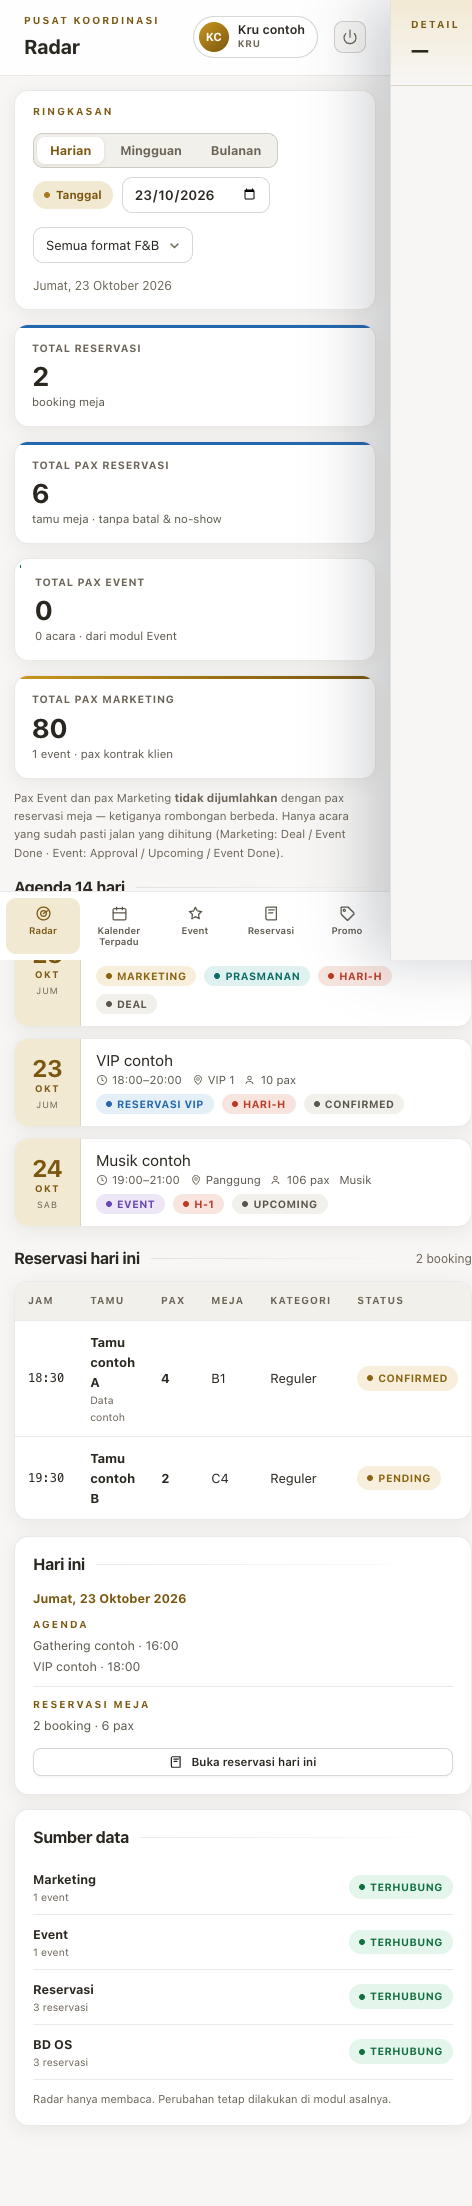 PUSAT KOORDINASI
Radar
KC
Kru contoh
KRU
DETAIL
—
RINGKASAN
Harian
Mingguan
Bulanan
Tanggal
23/10/2026
Semua format F&B
Jumat, 23 Oktober 2026
TOTAL RESERVASI
2
booking meja
TOTAL PAX RESERVASI
6
tamu meja · tanpa batal & no-show
TOTAL PAX EVENT
0
0 acara · dari modul Event
TOTAL PAX MARKETING
80
1 event · pax kontrak klien
Pax Event dan pax Marketing tidak dijumlahkan dengan pax
reservasi meja — ketiganya rombongan berbeda. Hanya acara
yang sudah pasti jalan yang dihitung (Marketing: Deal / Event
Done · Event: Approval / Upcoming / Event Done).
Agenda 14 hari
Radar
Kalender
Terpadu
Event
Reservasi
Promo
OKT
JUM
MARKETING
PRASMANAN
HARI-H
DEAL
23
OKT
JUM
VIP contoh
18:00–20:00
VIP 1
10 pax
RESERVASI VIP
HARI-H
CONFIRMED
24
OKT
SAB
Musik contoh
19:00–21:00
Panggung
106 pax
Musik
EVENT
H-1
UPCOMING
Reservasi hari ini
2 booking
JAM TAMU PAX MEJA KATEGORI STATUS
18:30
Tamu
contoh
A
Data
contoh
4
B1
Reguler
CONFIRMED
19:30
Tamu
contoh
B
2
C4
Reguler
PENDING
Hari ini
Jumat, 23 Oktober 2026
AGENDA
Gathering contoh · 16:00
VIP contoh · 18:00
RESERVASI MEJA
2 booking · 6 pax
Buka reservasi hari ini
Sumber data
Marketing
1 event
TERHUBUNG
Event
1 event
TERHUBUNG
Reservasi
3 reservasi
TERHUBUNG
BD OS
3 reservasi
TERHUBUNG
Radar hanya membaca. Perubahan tetap dilakukan di modul asalnya.